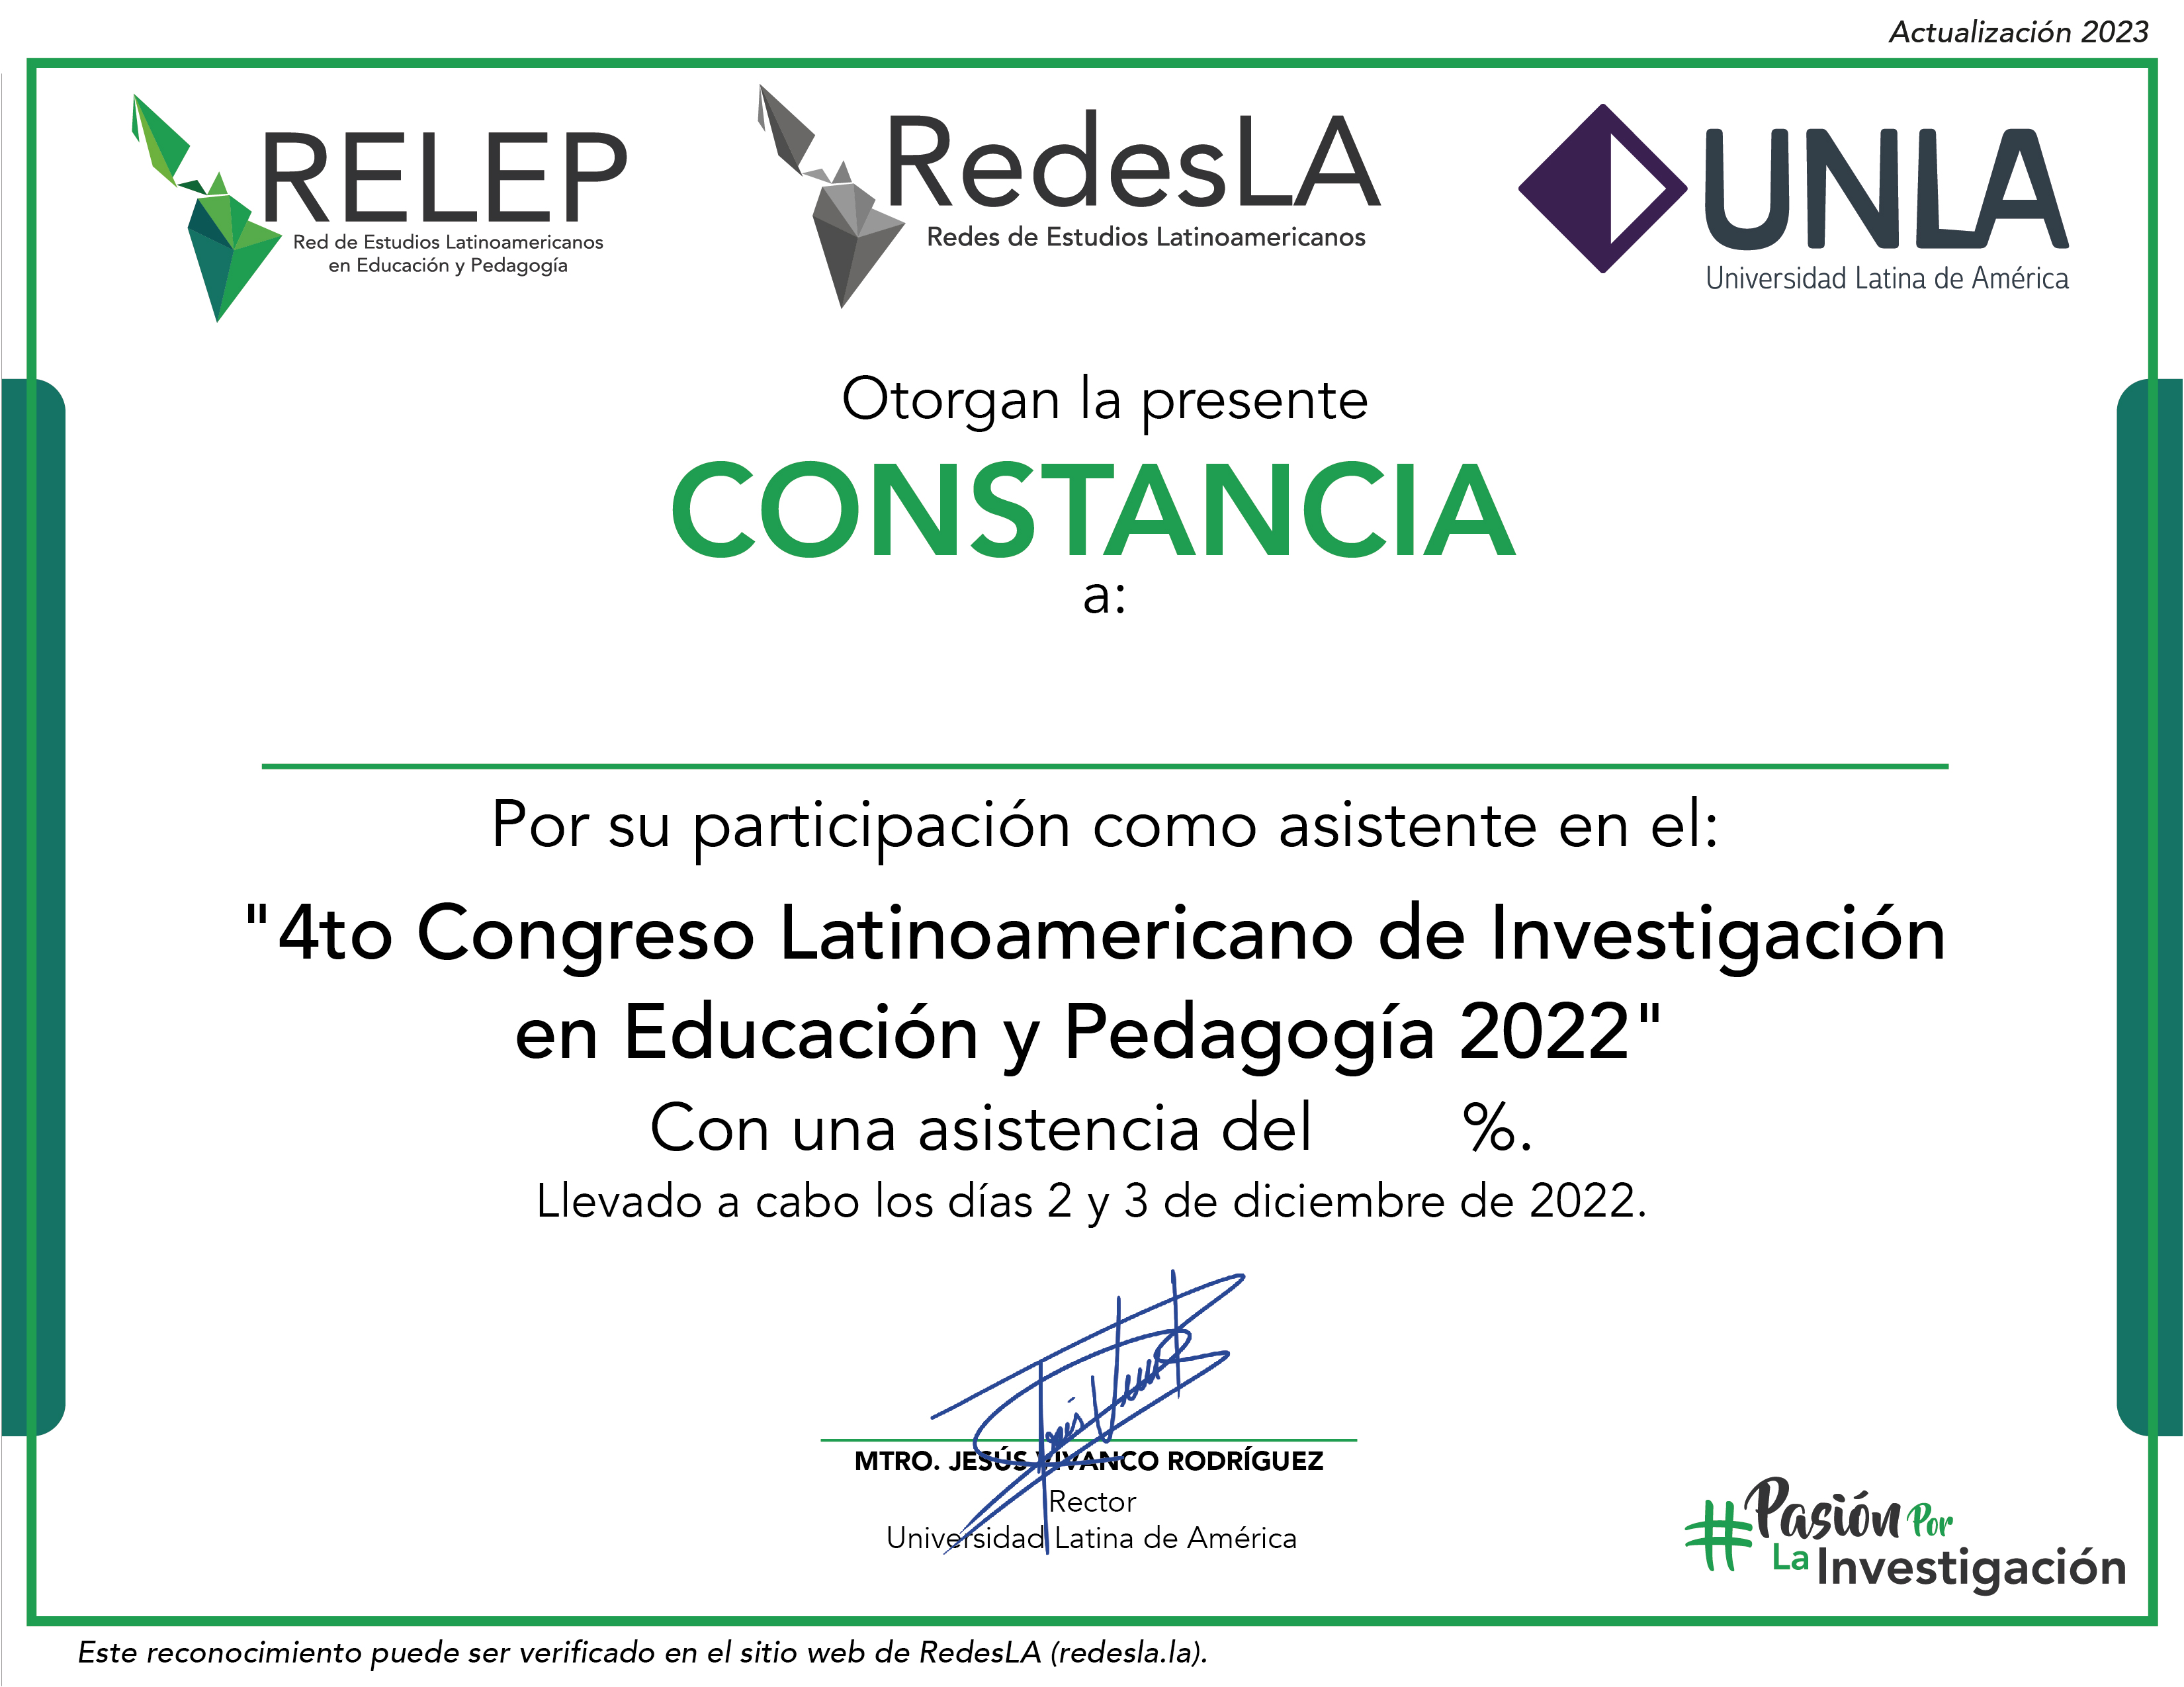 Actualización 2023
RELEP
Red de Estudios Latinoamericanos
en Educación y Pedagogía
RedesLA
Redes de Estudios Latinoamericanos
UNLA
Universidad Latina de América
Otorgan la presente
CONSTANCIA
a:
Por su participación como asistente en el:
"4to Congreso Latinoamericano de Investigación
en Educación y Pedagogía 2022"
Con una asistencia del %.
Llevado a cabo los días 2 y 3 de diciembre de 2022.
MTRO. JESÚS VIVANCO RODRÍGUEZ
Rector
Universidad Latina de América
#Pasión Por
La Investigación
Este reconocimiento puede ser verificado en el sitio web de RedesLA (redesla.la).